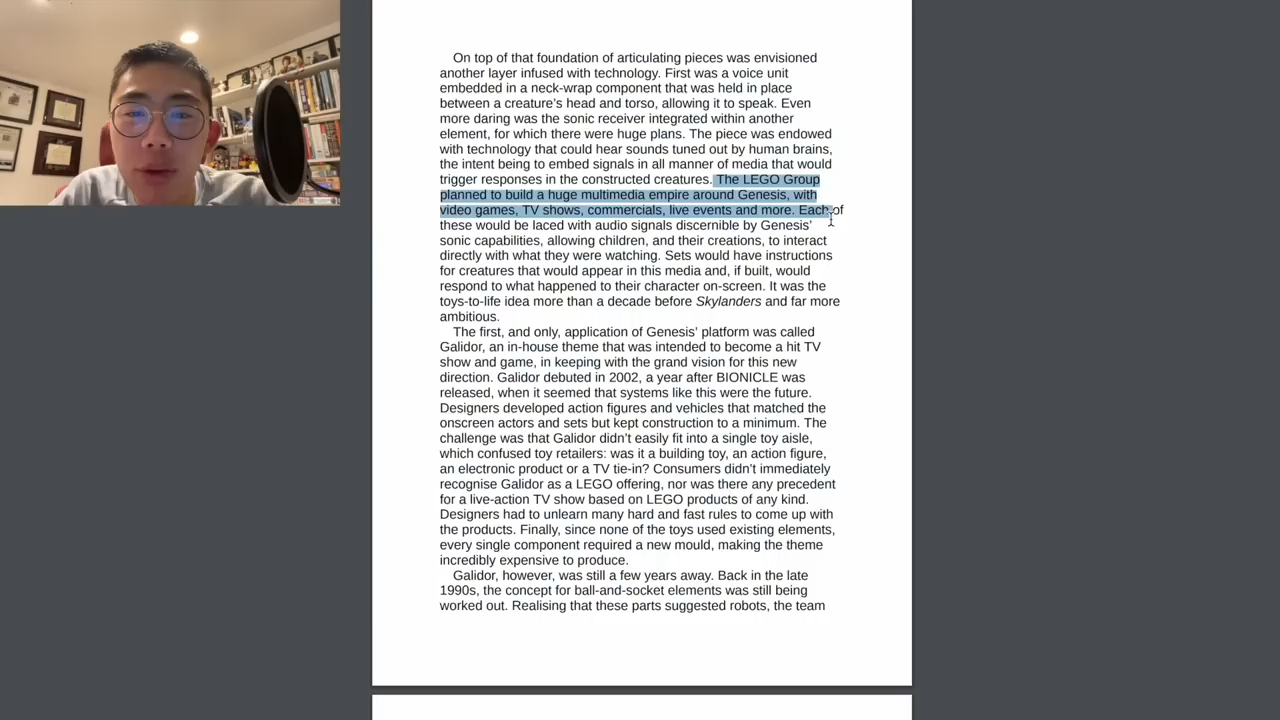 On top of that foundation of articulating pieces was envisioned
another layer infused with technology. First was a voice unit
embedded in a neck-wrap component that was held in place
between a creature’s head and torso, allowing it to speak. Even
more daring was the sonic receiver integrated within another
element, for which there were huge plans. The piece was endowed
with technology that could hear sounds tuned out by human brains,
the intent being to embed signals in all manner of media that would
trigger responses in the constructed creatures. The LEGO Group
planned to build a huge multimedia empire around Genesis, with
video games, TV shows, commercials, live events and more. Each of
these would be laced with audio signals discernible by Genesis’
sonic capabilities, allowing children, and their creations, to interact
directly with what they were watching. Sets would have instructions
for creatures that would appear in this media and, if built, would
respond to what happened to their character on-screen. It was the
toys-to-life idea more than a decade before Skylanders and far more
ambitious.
The first, and only, application of Genesis’ platform was called
Galidor, an in-house theme that was intended to become a hit TV
show and game, in keeping with the grand vision for this new
direction. Galidor debuted in 2002, a year after BIONICLE was
released, when it seemed that systems like this were the future.
Designers developed action figures and vehicles that matched the
onscreen actors and sets but kept construction to a minimum. The
challenge was that Galidor didn’t easily fit into a single toy aisle,
which confused toy retailers: was it a building toy, an action figure,
an electronic product or a TV tie-in? Consumers didn’t immediately
recognise Galidor as a LEGO offering, nor was there any precedent
for a live-action TV show based on LEGO products of any kind.
Designers had to unlearn many hard and fast rules to come up with
the products. Finally, since none of the toys used existing elements,
every single component required a new mould, making the theme
incredibly expensive to produce.
Galidor, however, was still a few years away. Back in the late
1990s, the concept for ball-and-socket elements was still being
worked out. Realising that these parts suggested robots, the team